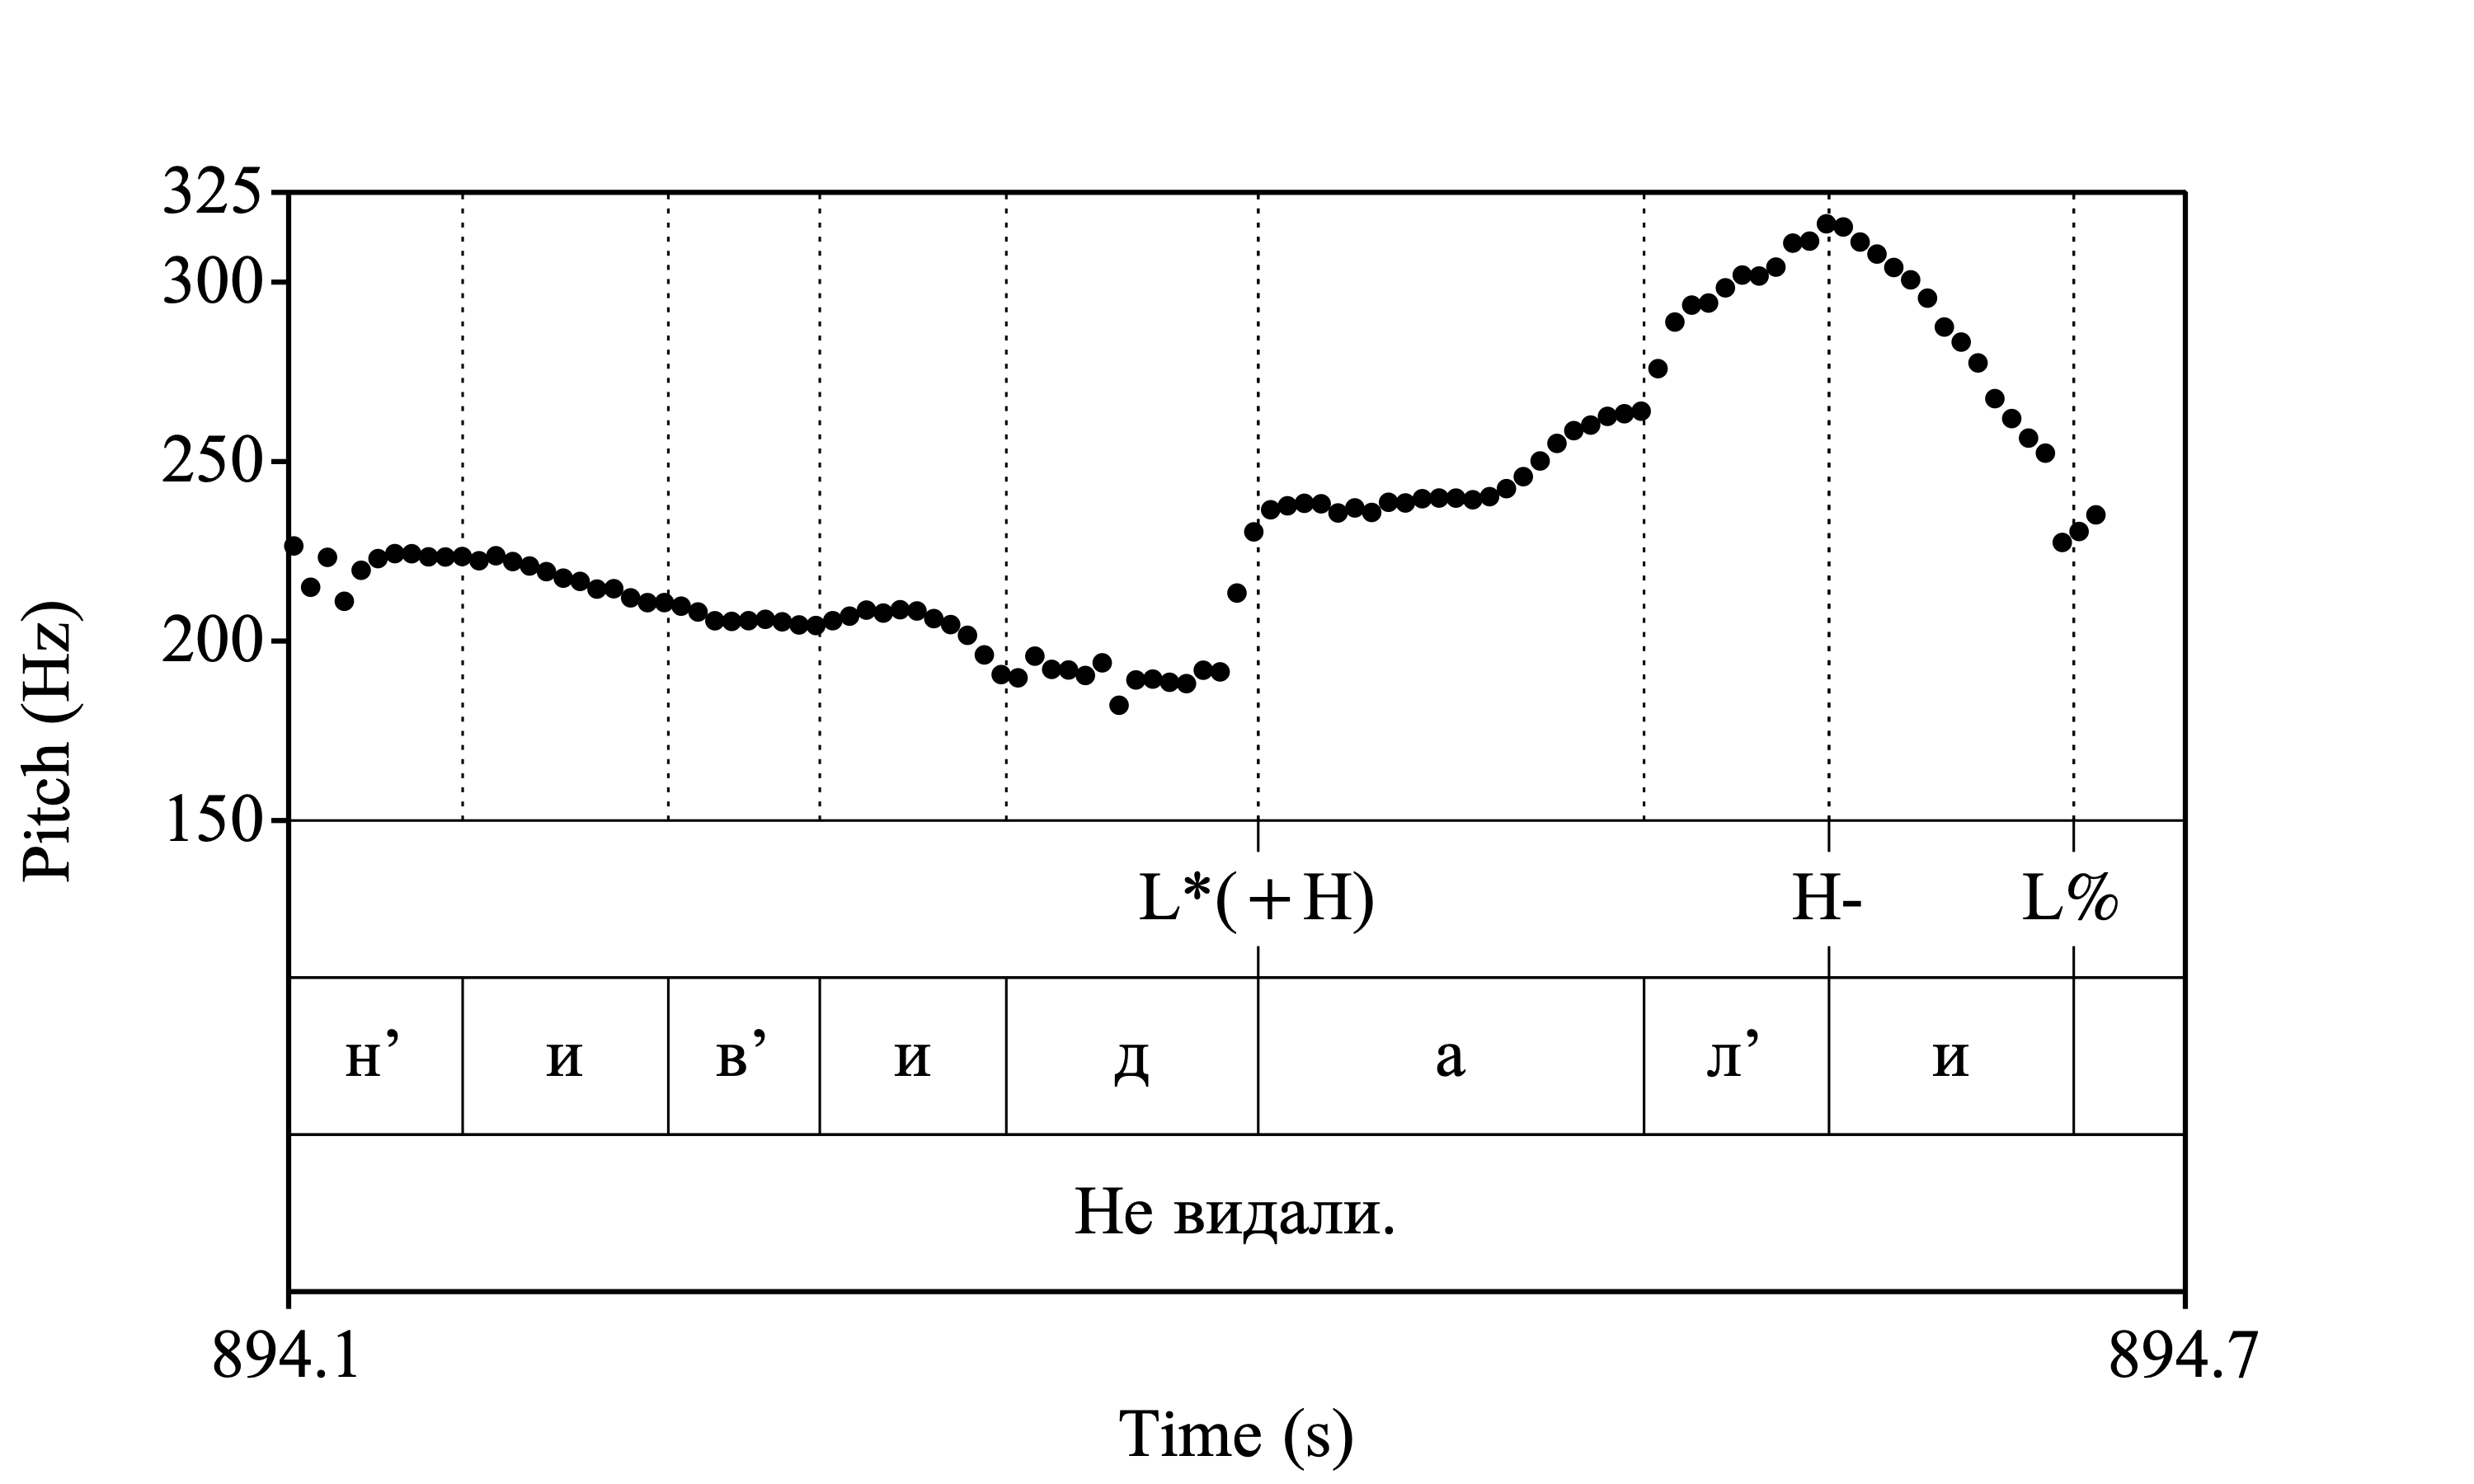 325
300
250
200
150
Pitch (Hz)
L*(+H) H- L%
н’ и в’ и д а л’ и
Не видали.
894.1 894.7
Time (s)